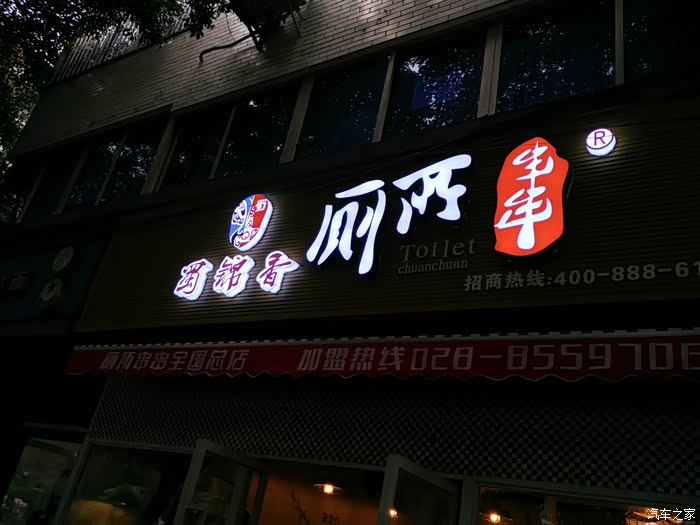 蜀铭香 厕所 串串 ®
Toilet
chuanchuan
招商热线:400-888-61
厕所串串全国总店 加盟热线028-8559706
汽车之家